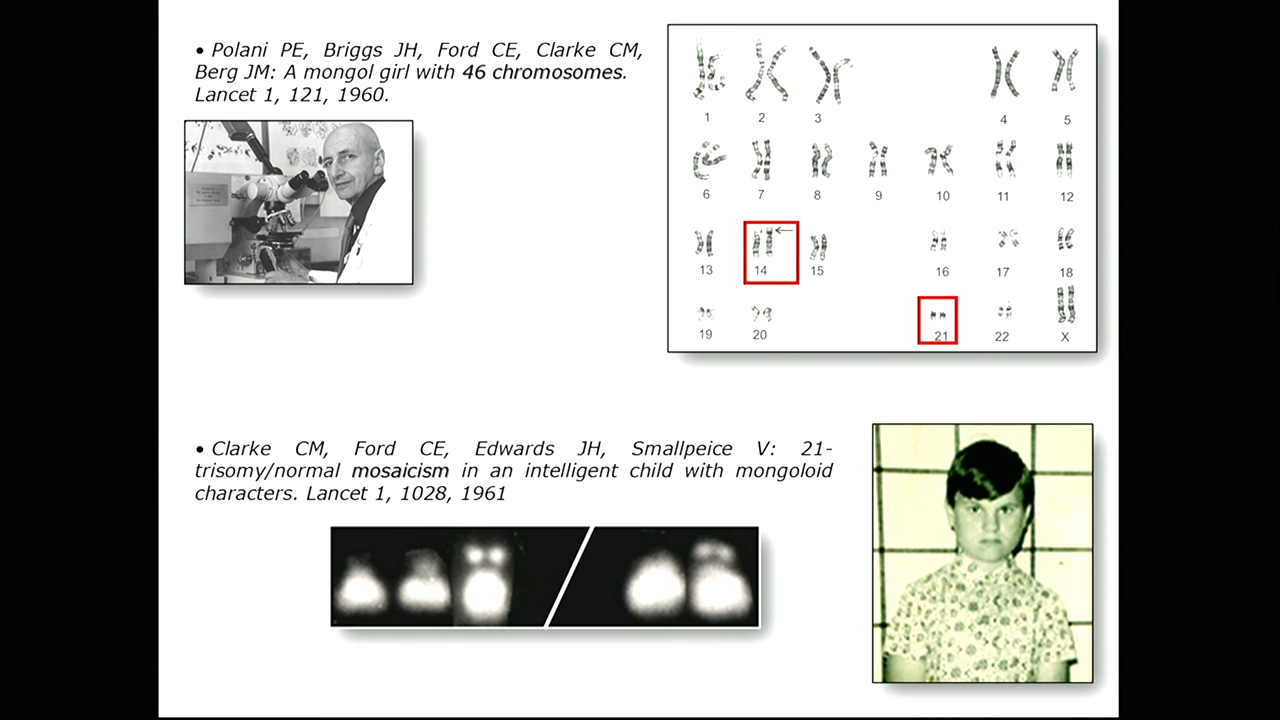 • Polani PE, Briggs JH, Ford CE, Clarke CM,
Berg JM: A mongol girl with 46 chromosomes.
Lancet 1, 121, 1960.
1 2 3 4 5
6 7 8 9 10 11 12
13 14 15 16 17 18
19 20 21 22 X
• Clarke CM, Ford CE, Edwards JH, Smallpeice V: 21-
trisomy/normal mosaicism in an intelligent child with mongoloid
characters. Lancet 1, 1028, 1961